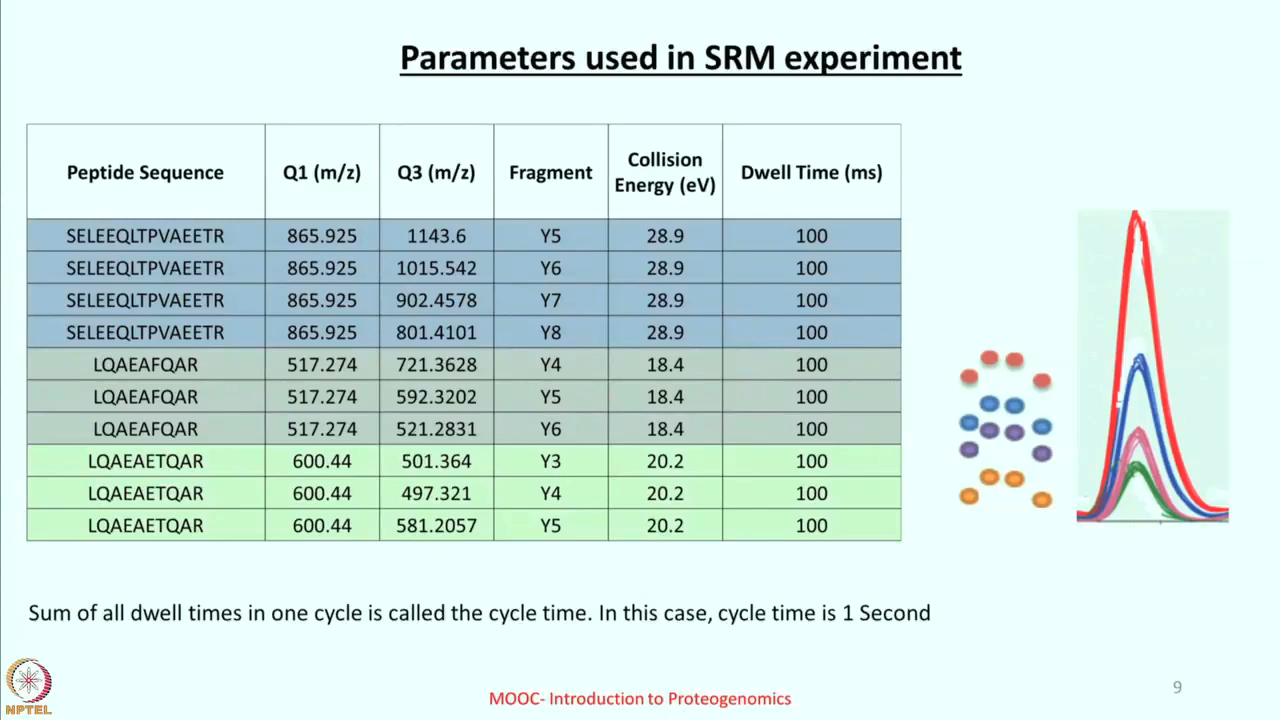 Parameters used in SRM experiment
Peptide Sequence Q1 (m/z) Q3 (m/z) Fragment Collision Energy (eV) Dwell Time (ms)
SELEEQLTPVAEETR 865.925 1143.6 Y5 28.9 100
SELEEQLTPVAEETR 865.925 1015.542 Y6 28.9 100
SELEEQLTPVAEETR 865.925 902.4578 Y7 28.9 100
SELEEQLTPVAEETR 865.925 801.4101 Y8 28.9 100
LQAEAFQAR 517.274 721.3628 Y4 18.4 100
LQAEAFQAR 517.274 592.3202 Y5 18.4 100
LQAEAFQAR 517.274 521.2831 Y6 18.4 100
LQAEAETQAR 600.44 501.364 Y3 20.2 100
LQAEAETQAR 600.44 497.321 Y4 20.2 100
LQAEAETQAR 600.44 581.2057 Y5 20.2 100
Sum of all dwell times in one cycle is called the cycle time. In this case, cycle time is 1 Second
NPTEL
MOOC- Introduction to Proteogenomics
9